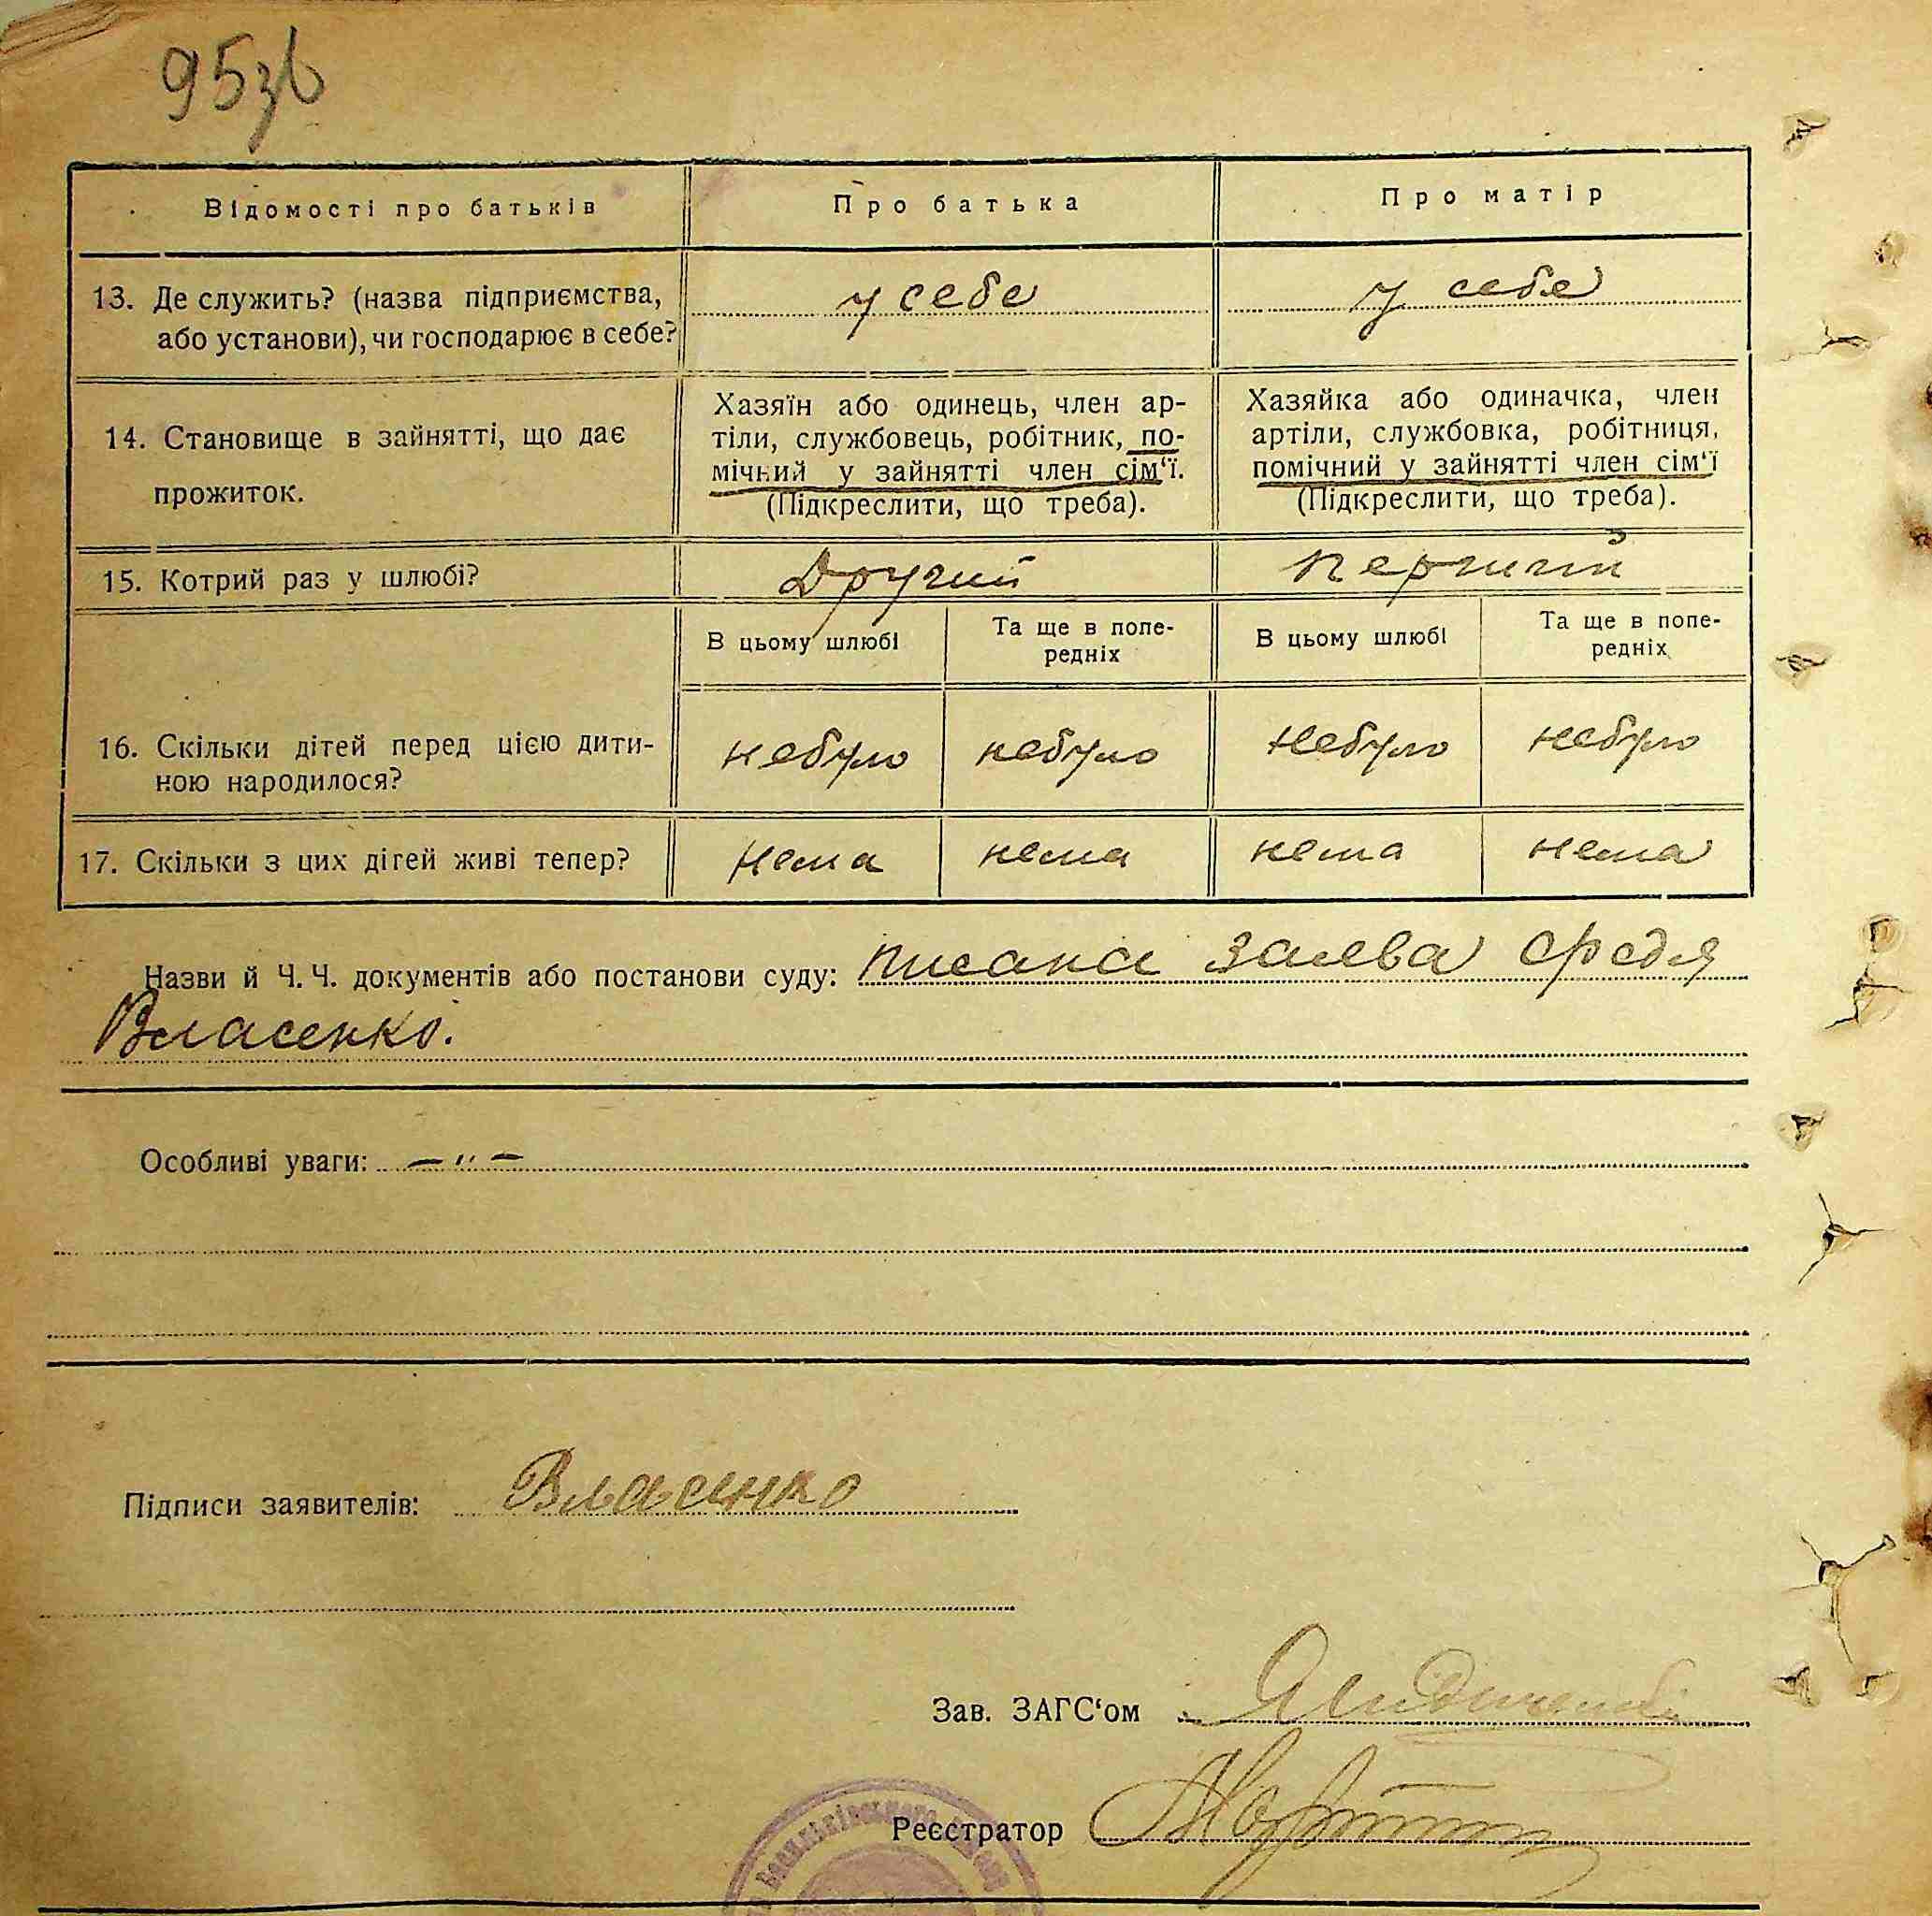 95зв
Відомості про батьків Про батька Про матір
13. Де служить? (назва підприємства, у себе у себе
або установи), чи господарює в себе?
Хазяїн або одинець, член ар- Хазяйка або одиначка, член
14. Становище в зайнятті, що дає тіли, службовець, робітник, по- артіли, службовка, робітниця,
мічний у зайнятті член сім'ї. помічний у зайнятті член сім'ї
прожиток. (Підкреслити, що треба). (Підкреслити, що треба).
15. Котрий раз у шлюбі? Другий перший
В цьому шлюбі Та ще в попе- В цьому шлюбі Та ще в попе-
редніх редніх
16. Скільки дітей перед цією дити- небуло небуло небуло небуло
ною народилося?
17. Скільки з цих дітей живі тепер? нема нема нема нема
Назви й Ч. Ч. документів або постанови суду: писана заява Федя
Власенко.
Особливі уваги: — " —
Підписи заявителів: Власенко
Зав. ЗАГС'ом
Реєстратор